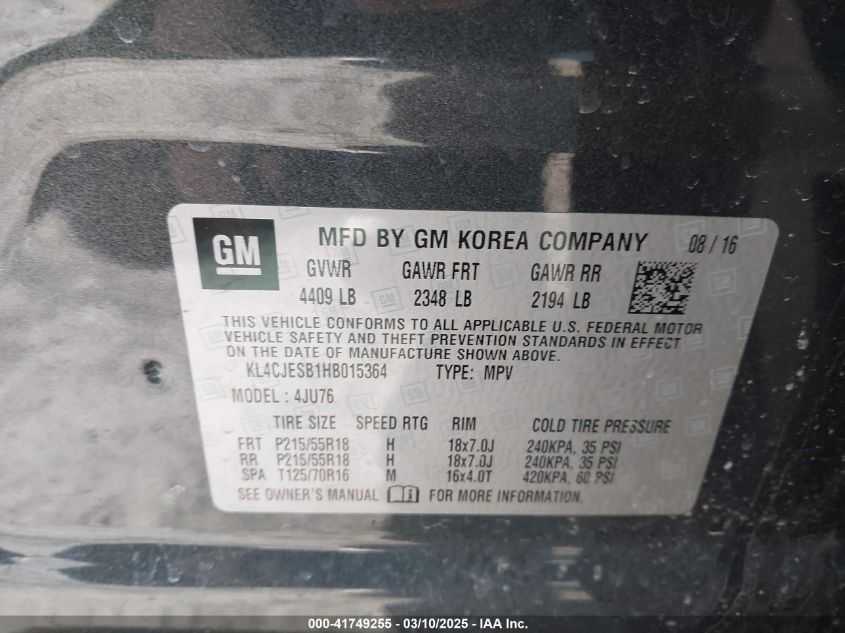 GM MFD BY GM KOREA COMPANY 08 / 16
GVWR GAWR FRT GAWR RR
4409 LB 2348 LB 2194 LB
THIS VEHICLE CONFORMS TO ALL APPLICABLE U.S. FEDERAL MOTOR
VEHICLE SAFETY AND THEFT PREVENTION STANDARDS IN EFFECT
ON THE DATE OF MANUFACTURE SHOWN ABOVE.
KL4CJESB1HB015364 TYPE: MPV
MODEL : 4JU76
TIRE SIZE SPEED RTG RIM COLD TIRE PRESSURE
FRT P215/55R18 H 18x7.0J 240KPA, 35 PSI
RR P215/55R18 H 18x7.0J 240KPA, 35 PSI
SPA T125/70R16 M 16x4.0T 420KPA, 60 PSI
SEE OWNER'S MANUAL FOR MORE INFORMATION.
000-41749255 - 03/10/2025 - IAA Inc.